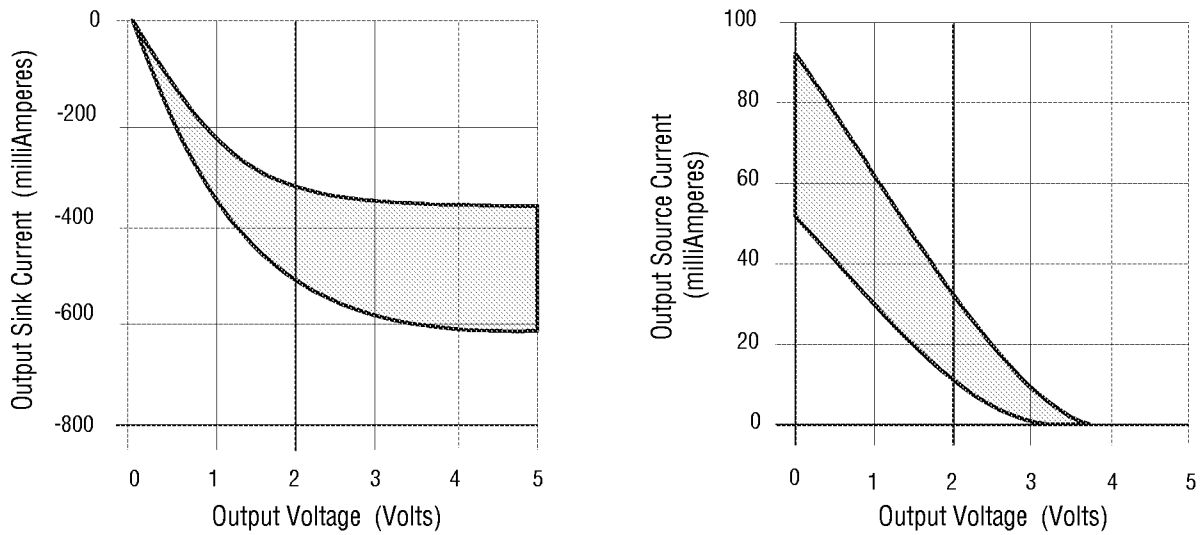 Output Sink Current (milliAmperes)
0
-200
-400
-600
-800
0 1 2 3 4 5
Output Voltage (Volts)
Output Source Current
(milliAmperes)
100
80
60
40
20
0
0 1 2 3 4 5
Output Voltage (Volts)